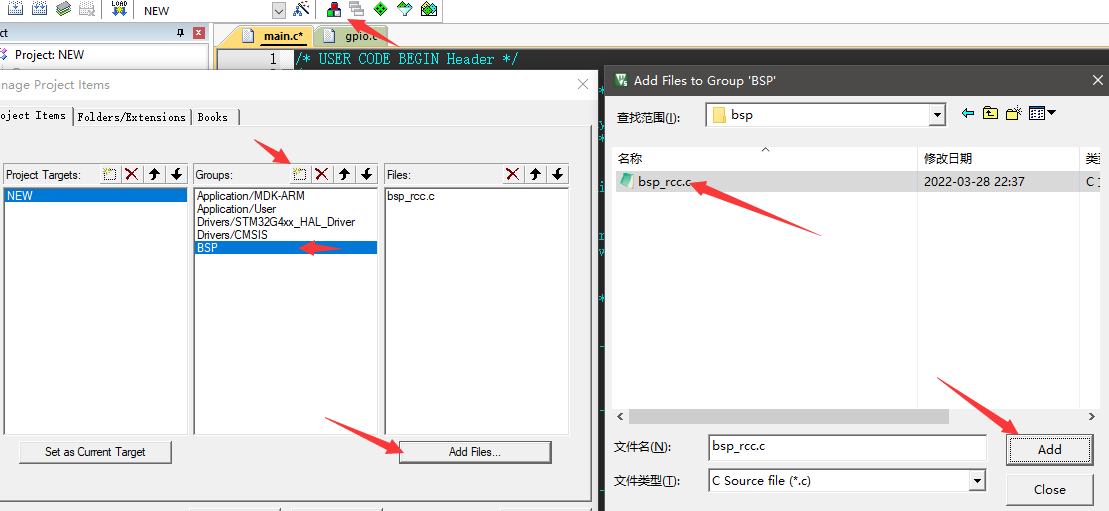 LOAD
NEW
ct
Project: NEW
main.c*
gpio.c
1
/* USER CODE BEGIN Header */
nage Project Items
oject Items
Folders/Extensions
Books
Project Targets:
NEW
Groups:
Application/MDK-ARM
Application/User
Drivers/STM32G4xx_HAL_Driver
Drivers/CMSIS
BSP
Files:
bsp_rcc.c
Set as Current Target
Add Files...
Add Files to Group 'BSP'
查找范围(I):
bsp
名称
修改日期
类
bsp_rcc.c
2022-03-28 22:37
C
文件名(N):
bsp_rcc.c
Add
文件类型(T):
C Source file (*.c)
Close